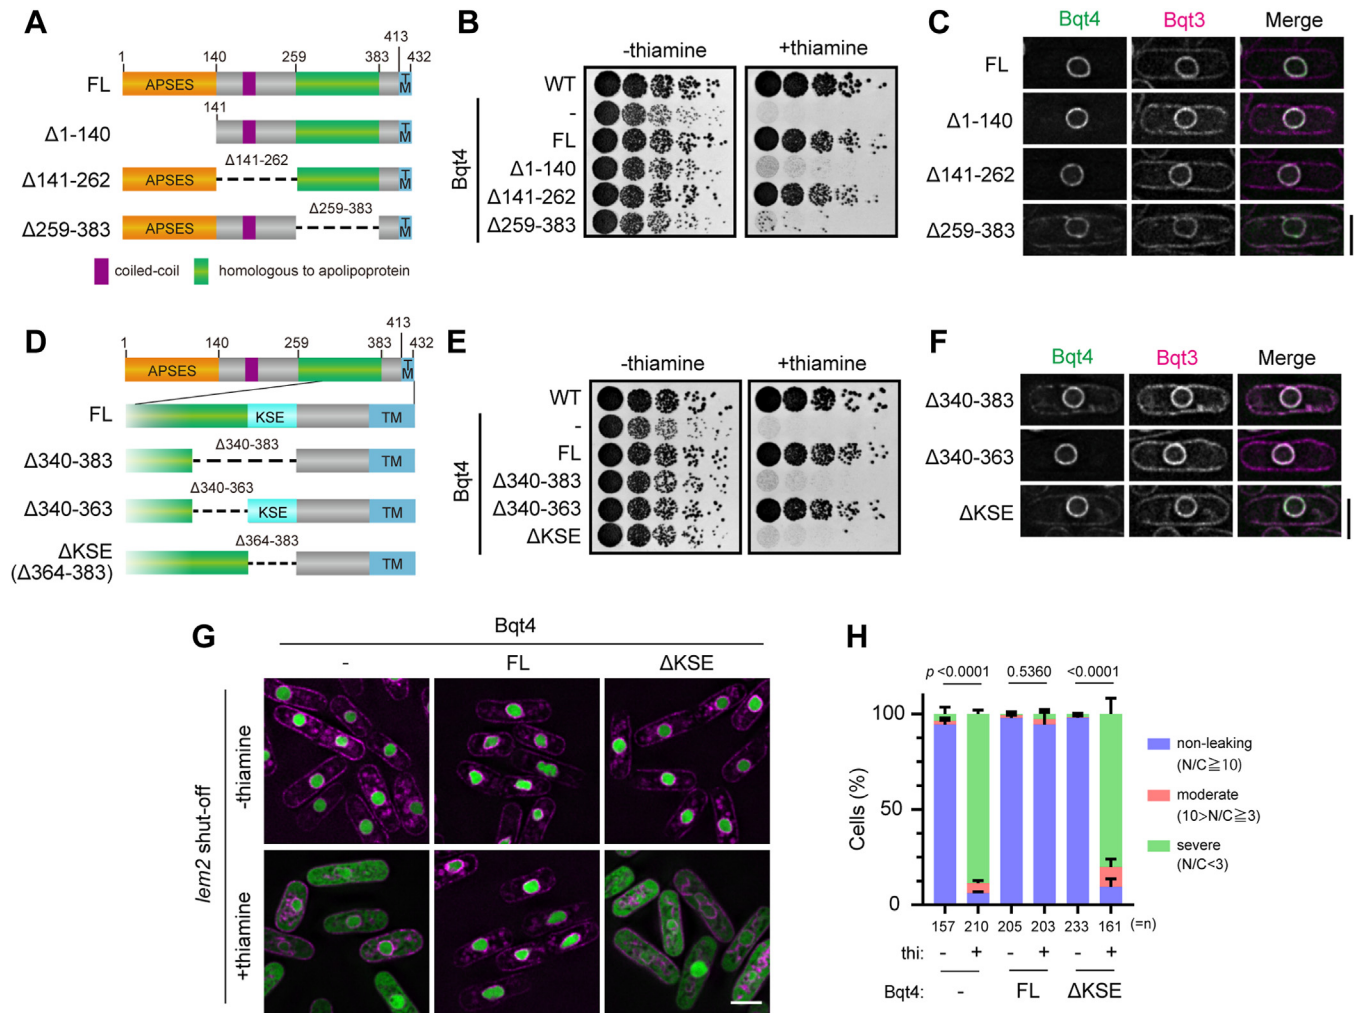 A
1 140 259 383 413 432
FL APSES TM
141
Δ1-140 TM
Δ141-262
Δ141-262 APSES TM
Δ259-383
Δ259-383 APSES TM
coiled-coil homologous to apolipoprotein
B
-thiamine +thiamine
WT
-
FL
Δ1-140
Δ141-262
Δ259-383
Bqt4
C
Bqt4 Bqt3 Merge
FL
Δ1-140
Δ141-262
Δ259-383
D
1 140 259 383 413 432
APSES TM
FL KSE TM
Δ340-383
Δ340-383 TM
Δ340-363
Δ340-363 KSE TM
Δ364-383
ΔKSE
(Δ364-383) TM
E
-thiamine +thiamine
WT
-
FL
Δ340-383
Δ340-363
ΔKSE
Bqt4
F
Bqt4 Bqt3 Merge
Δ340-383
Δ340-363
ΔKSE
G
Bqt4
- FL ΔKSE
lem2 shut-off
-thiamine
+thiamine
H
p <0.0001 0.5360 <0.0001
Cells (%)
100
50
0
157 210 205 203 233 161 (=n)
thi: - + - + - +
Bqt4: - FL ΔKSE
non-leaking
(N/C≧10)
moderate
(10>N/C≧3)
severe
(N/C<3)